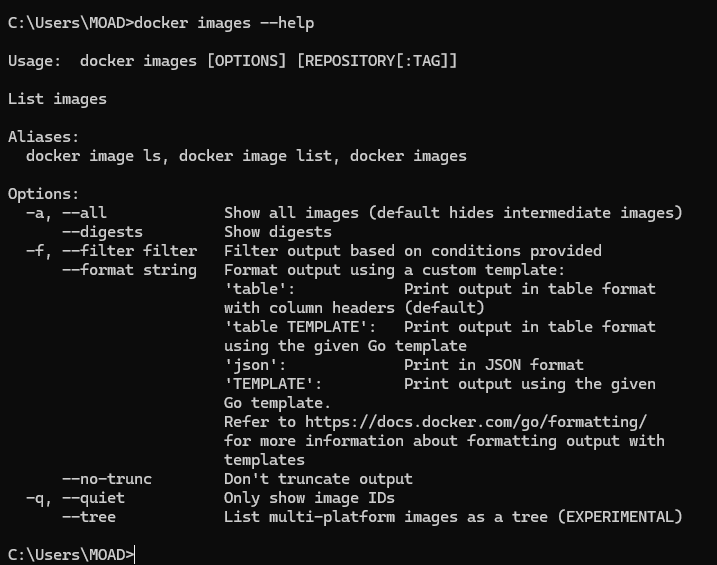 C:\Users\MOAD>docker images --help
Usage:  docker images [OPTIONS] [REPOSITORY[:TAG]]
List images
Aliases:
  docker image ls, docker image list, docker images
Options:
  -a, --all             Show all images (default hides intermediate images)
      --digests         Show digests
  -f, --filter filter   Filter output based on conditions provided
      --format string   Format output using a custom template:
                        'table':            Print output in table format
                        with column headers (default)
                        'table TEMPLATE':   Print output in table format
                        using the given Go template
                        'json':             Print in JSON format
                        'TEMPLATE':         Print output using the given
                        Go template.
                        Refer to https://docs.docker.com/go/formatting/
                        for more information about formatting output with
                        templates
      --no-trunc        Don't truncate output
  -q, --quiet           Only show image IDs
      --tree            List multi-platform images as a tree (EXPERIMENTAL)
C:\Users\MOAD>